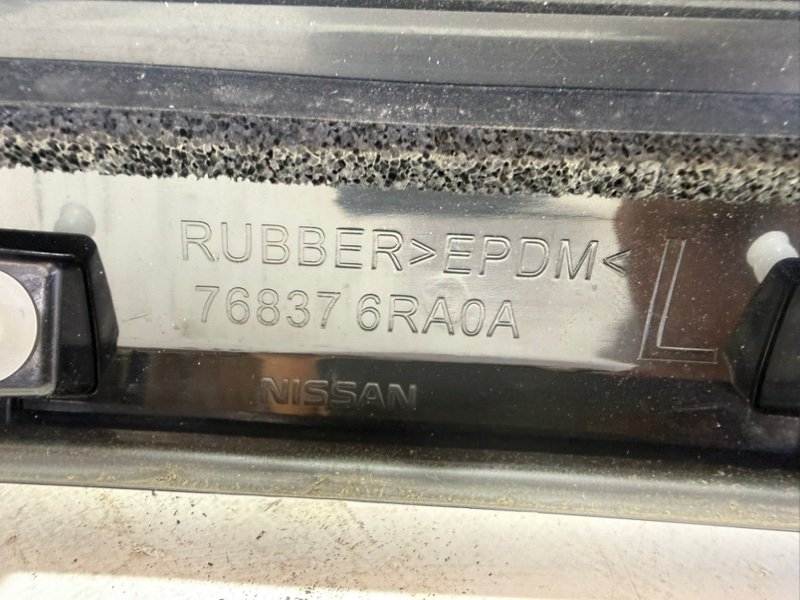 RUBBER>EPDM<
L
76837 6RA0A
NISSAN